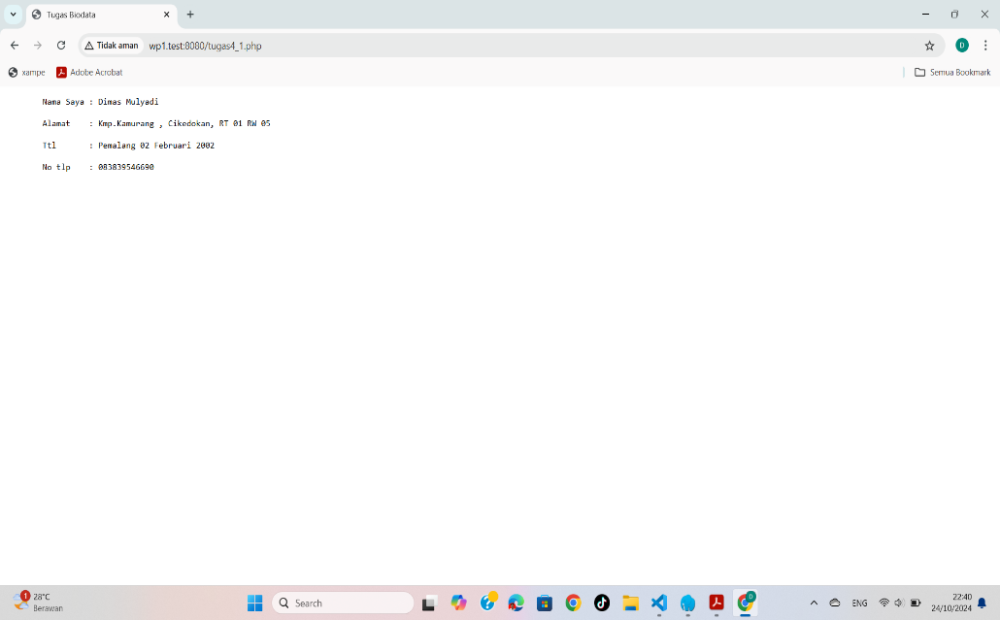 Tugas Biodata
Tidak aman wp1.test:8080/tugas4_1.php D
xampe Adobe Acrobat Semua Bookmark
Nama Saya : Dimas Mulyadi
Alamat : Kmp.Kamurang , Cikedokan, RT 01 RW 05
Ttl : Pemalang 02 Februari 2002
No tlp : 083839546690
1 28°C
Berawan
Search
D
ENG
22:40
24/10/2024